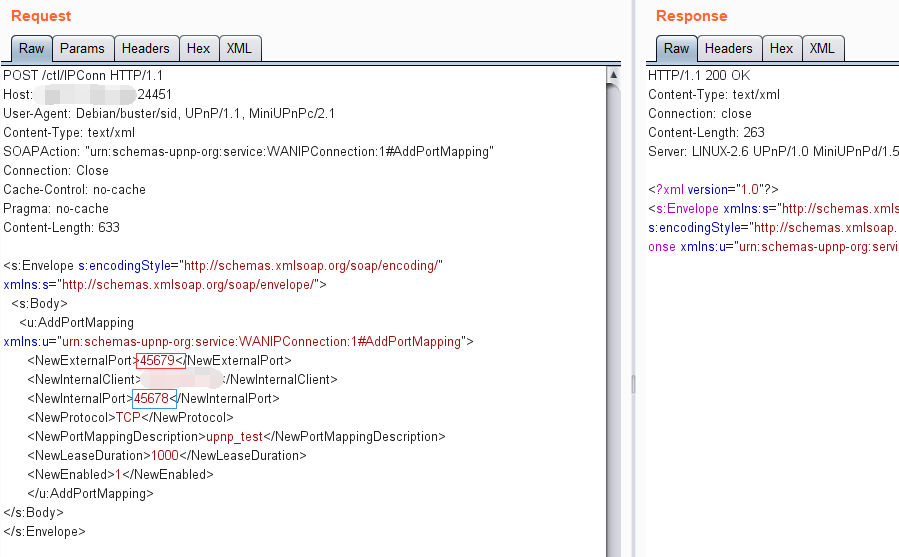 Request
Raw Params Headers Hex XML
POST /ctl/IPConn HTTP/1.1
Host: 24451
User-Agent: Debian/buster/sid, UPnP/1.1, MiniUPnPc/2.1
Content-Type: text/xml
SOAPAction: "urn:schemas-upnp-org:service:WANIPConnection:1#AddPortMapping"
Connection: Close
Cache-Control: no-cache
Pragma: no-cache
Content-Length: 633
<s:Envelope s:encodingStyle="http://schemas.xmlsoap.org/soap/encoding/"
xmlns:s="http://schemas.xmlsoap.org/soap/envelope/">
<s:Body>
<u:AddPortMapping
xmlns:u="urn:schemas-upnp-org:service:WANIPConnection:1#AddPortMapping">
<NewExternalPort>45679</NewExternalPort>
<NewInternalClient></NewInternalClient>
<NewInternalPort>45678</NewInternalPort>
<NewProtocol>TCP</NewProtocol>
<NewPortMappingDescription>upnp_test</NewPortMappingDescription>
<NewLeaseDuration>1000</NewLeaseDuration>
<NewEnabled>1</NewEnabled>
</u:AddPortMapping>
</s:Body>
</s:Envelope>
Response
Raw Headers Hex XML
HTTP/1.1 200 OK
Content-Type: text/xml
Connection: close
Content-Length: 263
Server: LINUX-2.6 UPnP/1.0 MiniUPnPd/1.5
<?xml version="1.0"?>
<s:Envelope xmlns:s="http://schemas.xmls
s:encodingStyle="http://schemas.xmlsoap.
onse xmlns:u="urn:schemas-upnp-org:servi